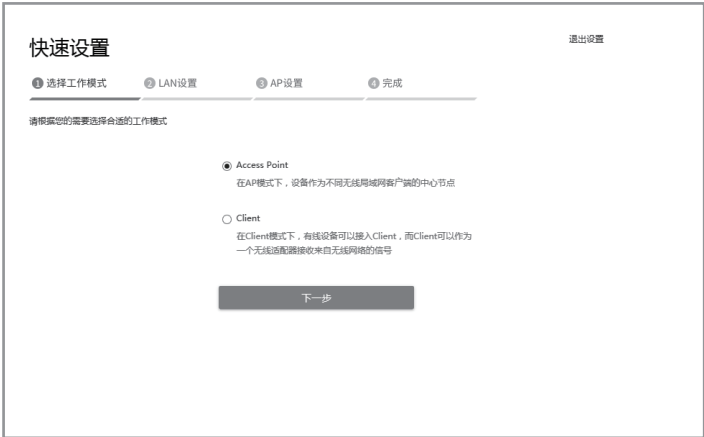 快速设置
退出设置
1 选择工作模式 2 LAN设置 3 AP设置 4 完成
请根据您的需要选择合适的工作模式
Access Point
在AP模式下，设备作为不同无线局域网客户端的中心节点
Client
在Client模式下，有线设备可以接入Client，而Client可以作为
一个无线适配器接收来自无线网络的信号
下一步